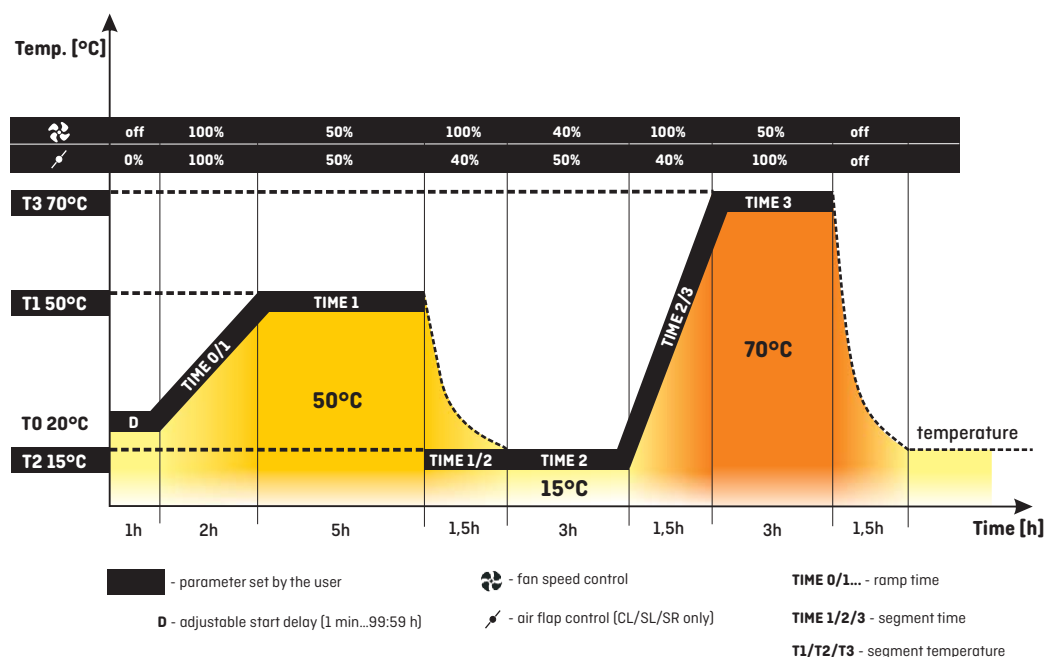 Temp. [°C]
off 100% 50% 100% 40% 100% 50% off
0% 100% 50% 40% 50% 40% 100% off
T3 70°C
TIME 3
T1 50°C
TIME 1
TIME 0/1
TIME 2/3
70°C
50°C
T0 20°C
D
temperature
T2 15°C
TIME 1/2
TIME 2
15°C
1h 2h 5h 1,5h 3h 1,5h 3h 1,5h
Time [h]
- parameter set by the user
- fan speed control
TIME 0/1... - ramp time
D - adjustable start delay (1 min...99:59 h)
- air flap control (CL/SL/SR only)
TIME 1/2/3 - segment time
T1/T2/T3 - segment temperature